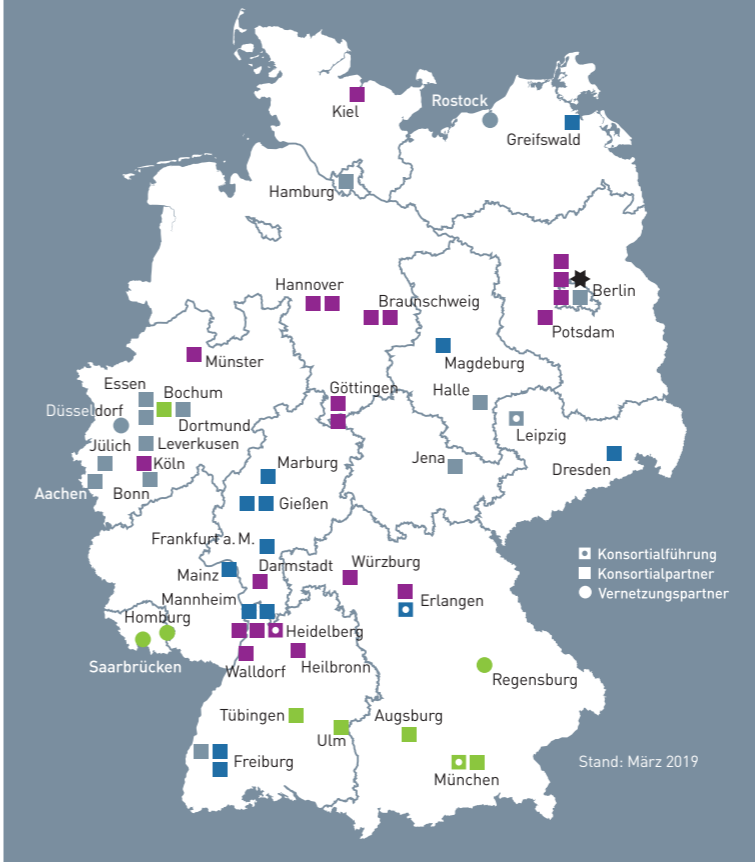 Kiel
Rostock
Greifswald
Hamburg
Hannover
Braunschweig
Berlin
Potsdam
Münster
Magdeburg
Essen
Bochum
Göttingen
Halle
Düsseldorf
Dortmund
Leipzig
Jülich
Leverkusen
Marburg
Jena
Dresden
Köln
Aachen
Bonn
Gießen
Frankfurt a. M.
Konsortialführung
Konsortialpartner
Vernetzungspartner
Mainz
Darmstadt
Würzburg
Mannheim
Erlangen
Homburg
Heidelberg
Saarbrücken
Walldorf
Heilbronn
Regensburg
Tübingen
Augsburg
Ulm
Freiburg
München
Stand: März 2019